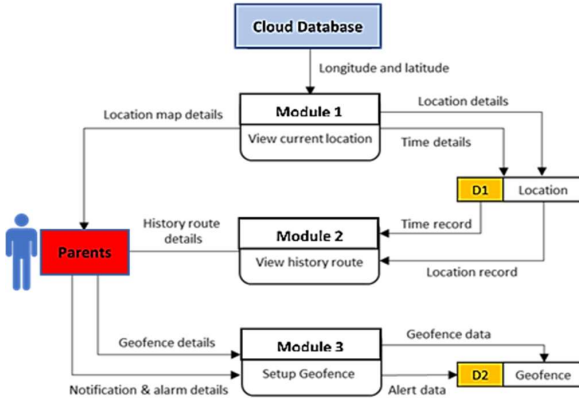 Cloud Database
Longitude and latitude
Location map details
Module 1
Location details
View current location
Time details
D1
Location
History route
details
Time record
Module 2
Parents
View history route
Location record
Geofence details
Module 3
Geofence data
Setup Geofence
D2
Geofence
Notification & alarm details
Alert data